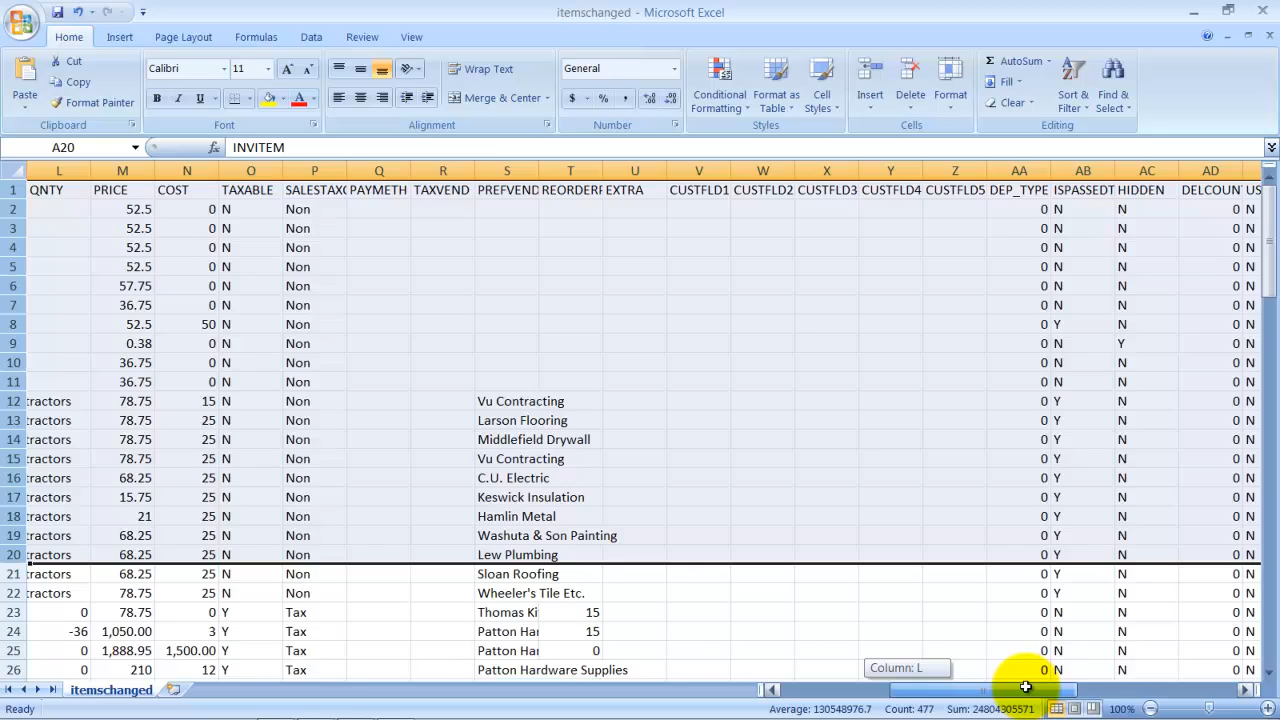 itemschanged - Microsoft Excel
Home Insert Page Layout Formulas Data Review View
Paste Cut Calibri 11 A A Wrap Text General Conditional Formatting Format as Table Cell Styles Insert Delete Format Σ AutoSum Sort & Filter Find & Select
Copy Fill
Format Painter B I U A Merge & Center $ % , Clear
Clipboard Font Alignment Number Styles Cells Editing
A20 fx INVITEM
L M N O P Q R S T U V W X Y Z AA AB AC AD
1 QNTY PRICE COST TAXABLE SALESTAXC PAYMETH TAXVEND PREFVEND REORDERP EXTRA CUSTFLD1 CUSTFLD2 CUSTFLD3 CUSTFLD4 CUSTFLD5 DEP_TYPE ISPASSEDT HIDDEN DELCOUNT US
2 52.5 0 N Non 0 N N 0 N
3 52.5 0 N Non 0 N N 0 N
4 52.5 0 N Non 0 N N 0 N
5 52.5 0 N Non 0 N N 0 N
6 57.75 0 N Non 0 N N 0 N
7 36.75 0 N Non 0 N N 0 N
8 52.5 50 N Non 0 Y N 0 N
9 0.38 0 N Non 0 N Y 0 N
10 36.75 0 N Non 0 N N 0 N
11 36.75 0 N Non 0 N N 0 N
12 tractors 78.75 15 N Non Vu Contracting 0 Y N 0 N
13 tractors 78.75 25 N Non Larson Flooring 0 Y N 0 N
14 tractors 78.75 25 N Non Middlefield Drywall 0 Y N 0 N
15 tractors 78.75 25 N Non Vu Contracting 0 Y N 0 N
16 tractors 68.25 25 N Non C.U. Electric 0 Y N 0 N
17 tractors 15.75 25 N Non Keswick Insulation 0 Y N 0 N
18 tractors 21 25 N Non Hamlin Metal 0 Y N 0 N
19 tractors 68.25 25 N Non Washuta & Son Painting 0 Y N 0 N
20 tractors 68.25 25 N Non Lew Plumbing 0 Y N 0 N
21 tractors 68.25 25 N Non Sloan Roofing 0 Y N 0 N
22 tractors 78.75 25 N Non Wheeler's Tile Etc. 0 Y N 0 N
23 0 78.75 0 Y Tax Thomas Ki 15 0 N N 0 N
24 -36 1,050.00 3 Y Tax Patton Har 15 0 N N 0 N
25 0 1,888.95 1,500.00 Y Tax Patton Har 0 0 N N 0 N
26 0 210 12 Y Tax Patton Hardware Supplies 0 N N 0 N
Column: L
itemschanged
Ready Average: 130548976.7 Count: 477 Sum: 24804305571 100%